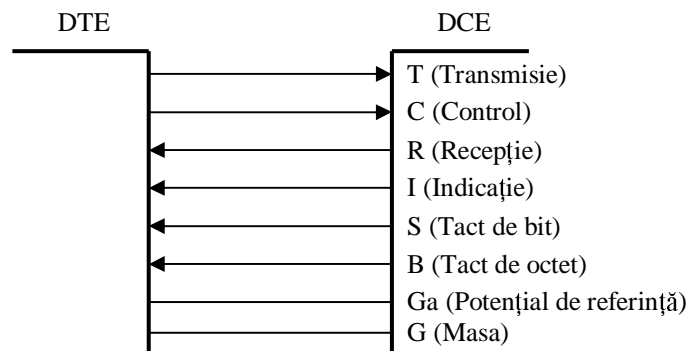 DTE DCE
T (Transmisie)
C (Control)
R (Recepție)
I (Indicație)
S (Tact de bit)
B (Tact de octet)
Ga (Potențial de referință)
G (Masa)